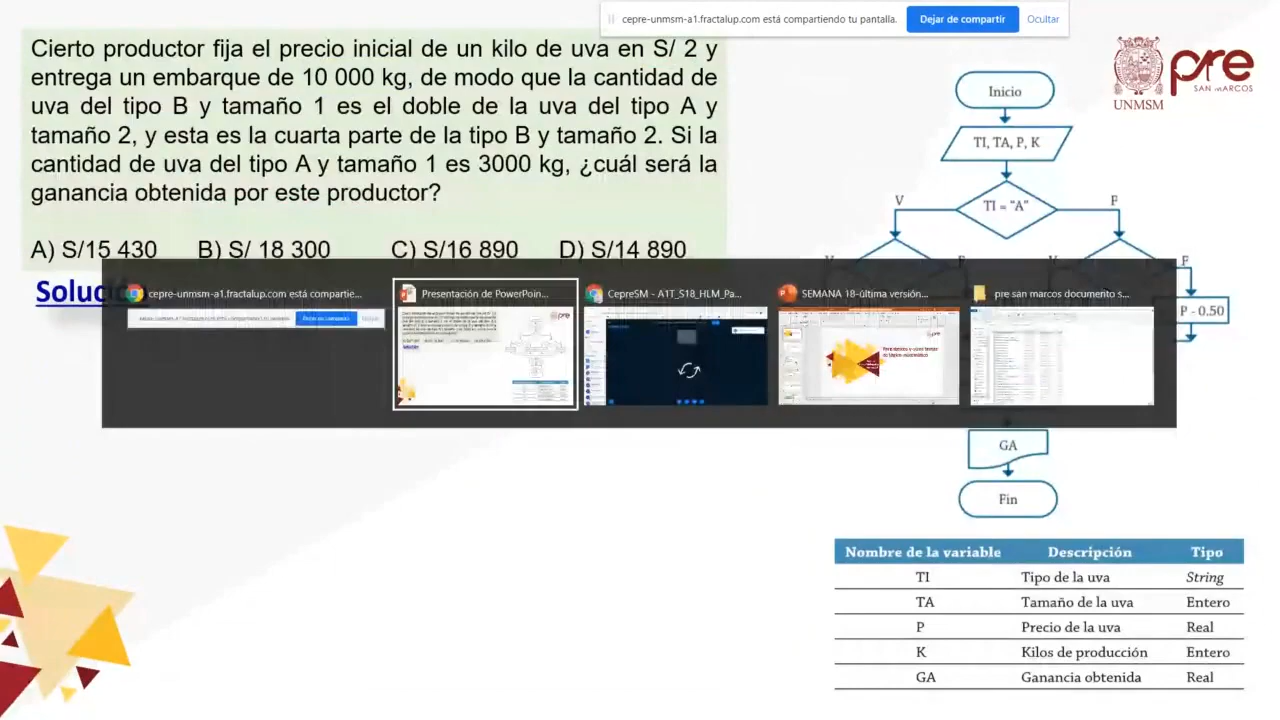 cepre-unmsm-a1.fractalup.com está compartiendo tu pantalla.
Dejar de compartir
Ocultar
Cierto productor fija el precio inicial de un kilo de uva en S/ 2 y
entrega un embarque de 10 000 kg, de modo que la cantidad de
uva del tipo B y tamaño 1 es el doble de la uva del tipo A y
tamaño 2, y esta es la cuarta parte de la tipo B y tamaño 2. Si la
cantidad de uva del tipo A y tamaño 1 es 3000 kg, ¿cuál será la
ganancia obtenida por este productor?
A) S/15 430 B) S/ 18 300 C) S/16 890 D) S/14 890
UNMSM
pre
SAN MARCOS
Inicio
TI, TA, P, K
V
TI = "A"
F
F
P - 0.50
cepre-unmsm-a1.fractalup.com está compartie...
Presentación de PowerPoin...
CepreSM - A1T_S18_HLM_Pa...
SEMANA 18-última versión...
pre san marcos documento s...
GA
Fin
Nombre de la variable Descripción Tipo
TI Tipo de la uva String
TA Tamaño de la uva Entero
P Precio de la uva Real
K Kilos de producción Entero
GA Ganancia obtenida Real